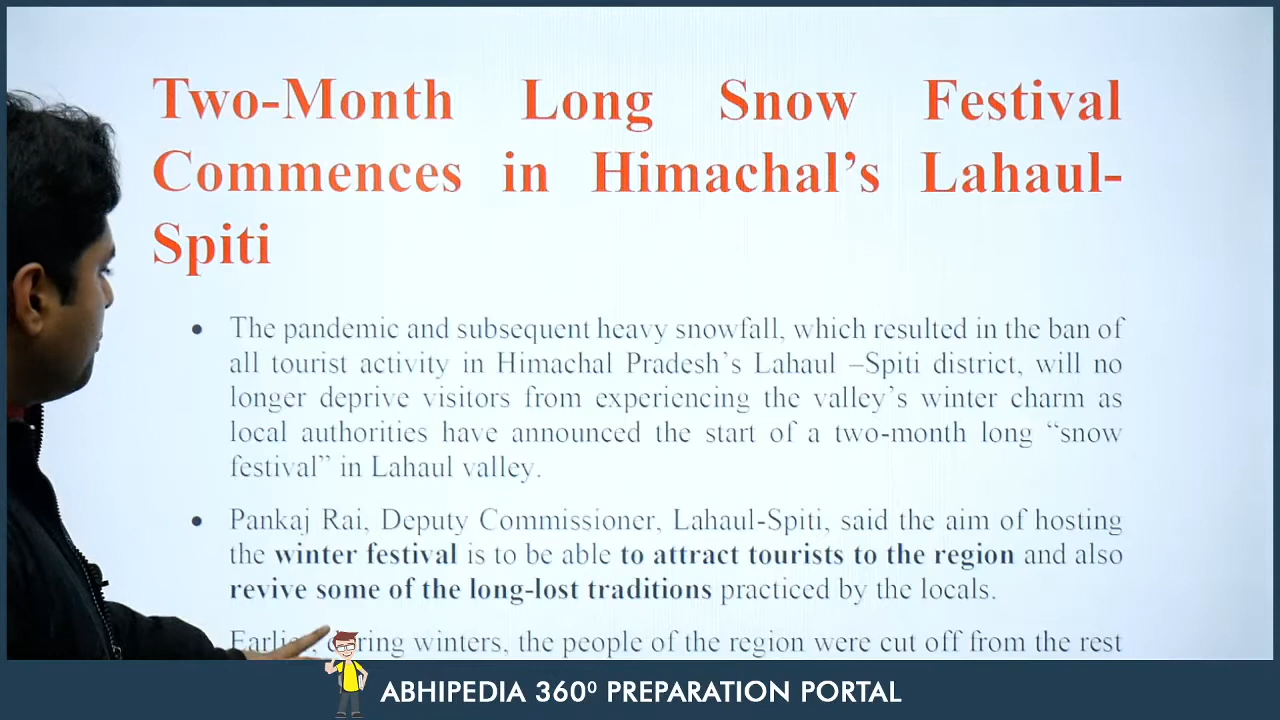 Two-Month Long Snow Festival
Commences in Himachal’s Lahaul-
Spiti
• The pandemic and subsequent heavy snowfall, which resulted in the ban of
all tourist activity in Himachal Pradesh’s Lahaul –Spiti district, will no
longer deprive visitors from experiencing the valley’s winter charm as
local authorities have announced the start of a two-month long “snow
festival” in Lahaul valley.
• Pankaj Rai, Deputy Commissioner, Lahaul-Spiti, said the aim of hosting
the winter festival is to be able to attract tourists to the region and also
revive some of the long-lost traditions practiced by the locals.
Earlier, during winters, the people of the region were cut off from the rest
ABHIPEDIA 360⁰ PREPARATION PORTAL